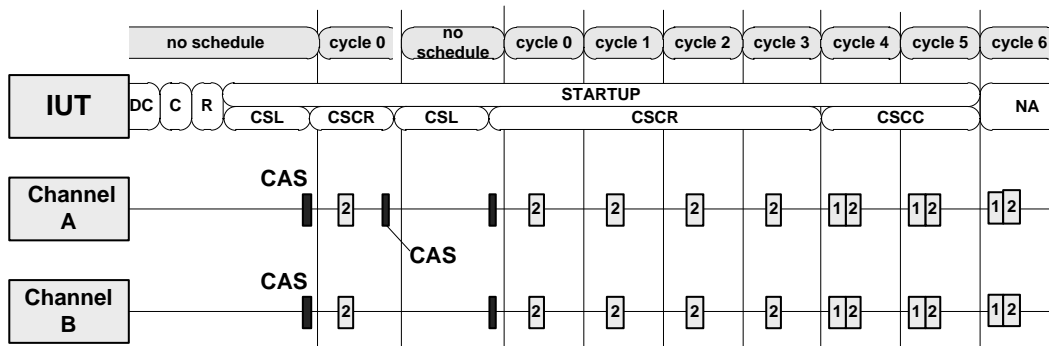 no schedule
cycle 0
no schedule
cycle 0
cycle 1
cycle 2
cycle 3
cycle 4
cycle 5
cycle 6
IUT
DC
C
R
STARTUP
NA
CSL
CSCR
CSL
CSCR
CSCC
Channel A
CAS
2
CAS
2
2
2
2
1 2
1 2
1 2
Channel B
CAS
2
2
2
2
2
1 2
1 2
1 2